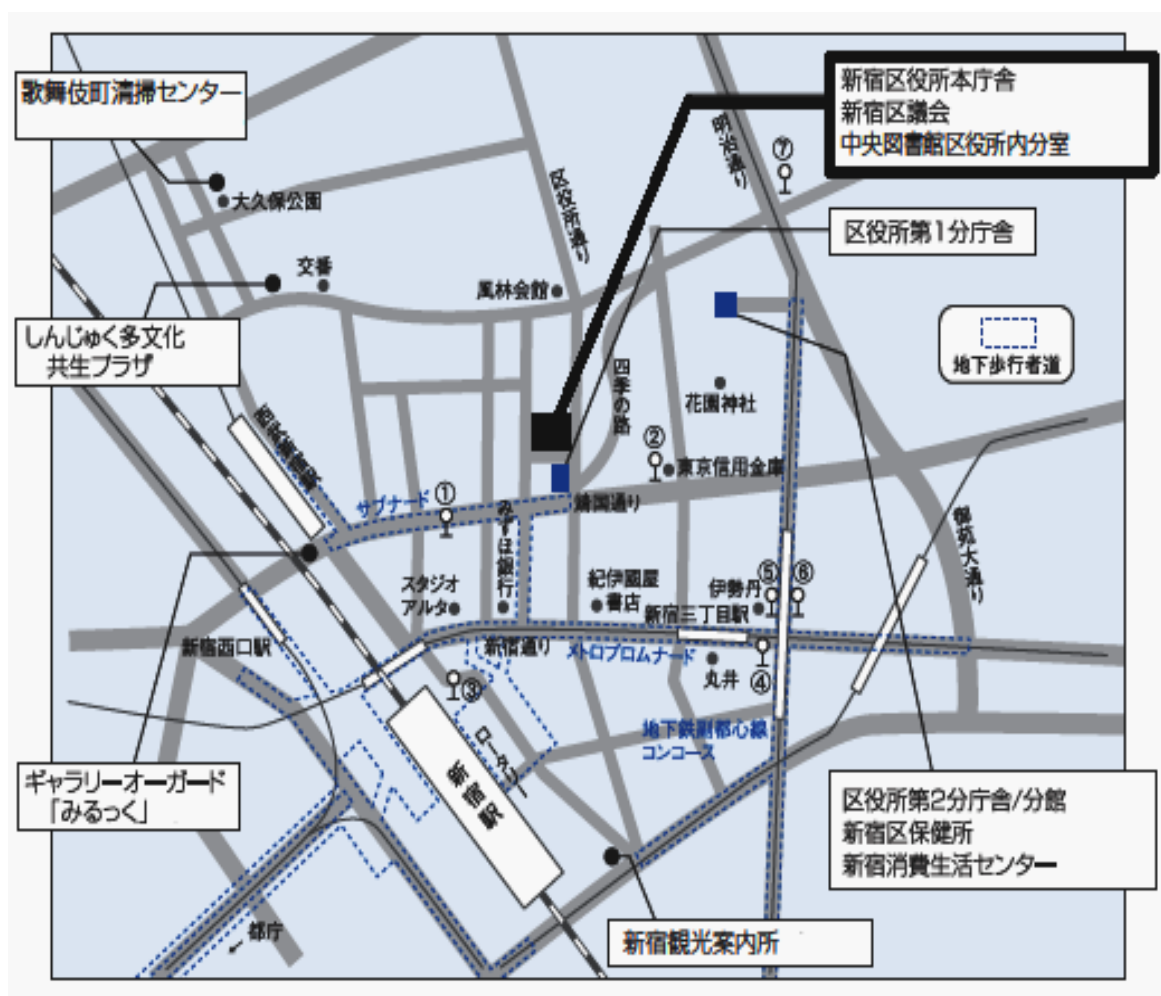 歌舞伎町清掃センター
大久保公園
交番
しんじゅく多文化
共生プラザ
風林会館
区役所通り
明治通り
⑦
新宿区役所本庁舎
新宿区議会
中央図書館区役所内分室
区役所第1分庁舎
地下歩行者道
四季の路
花園神社
②
東京信用金庫
西武新宿駅
サブナード
①
靖国通り
みずほ銀行
スタジオ
アルタ
紀伊國屋
書店
伊勢丹
⑤
⑥
新宿三丁目駅
御苑大通り
新宿西口駅
新宿通り
メトロプロムナード
丸井
④
③
ロータリー
新宿駅
地下鉄副都心線
コンコース
ギャラリーオーガード
「みるっく」
区役所第2分庁舎/分館
新宿区保健所
新宿消費生活センター
都庁
新宿観光案内所